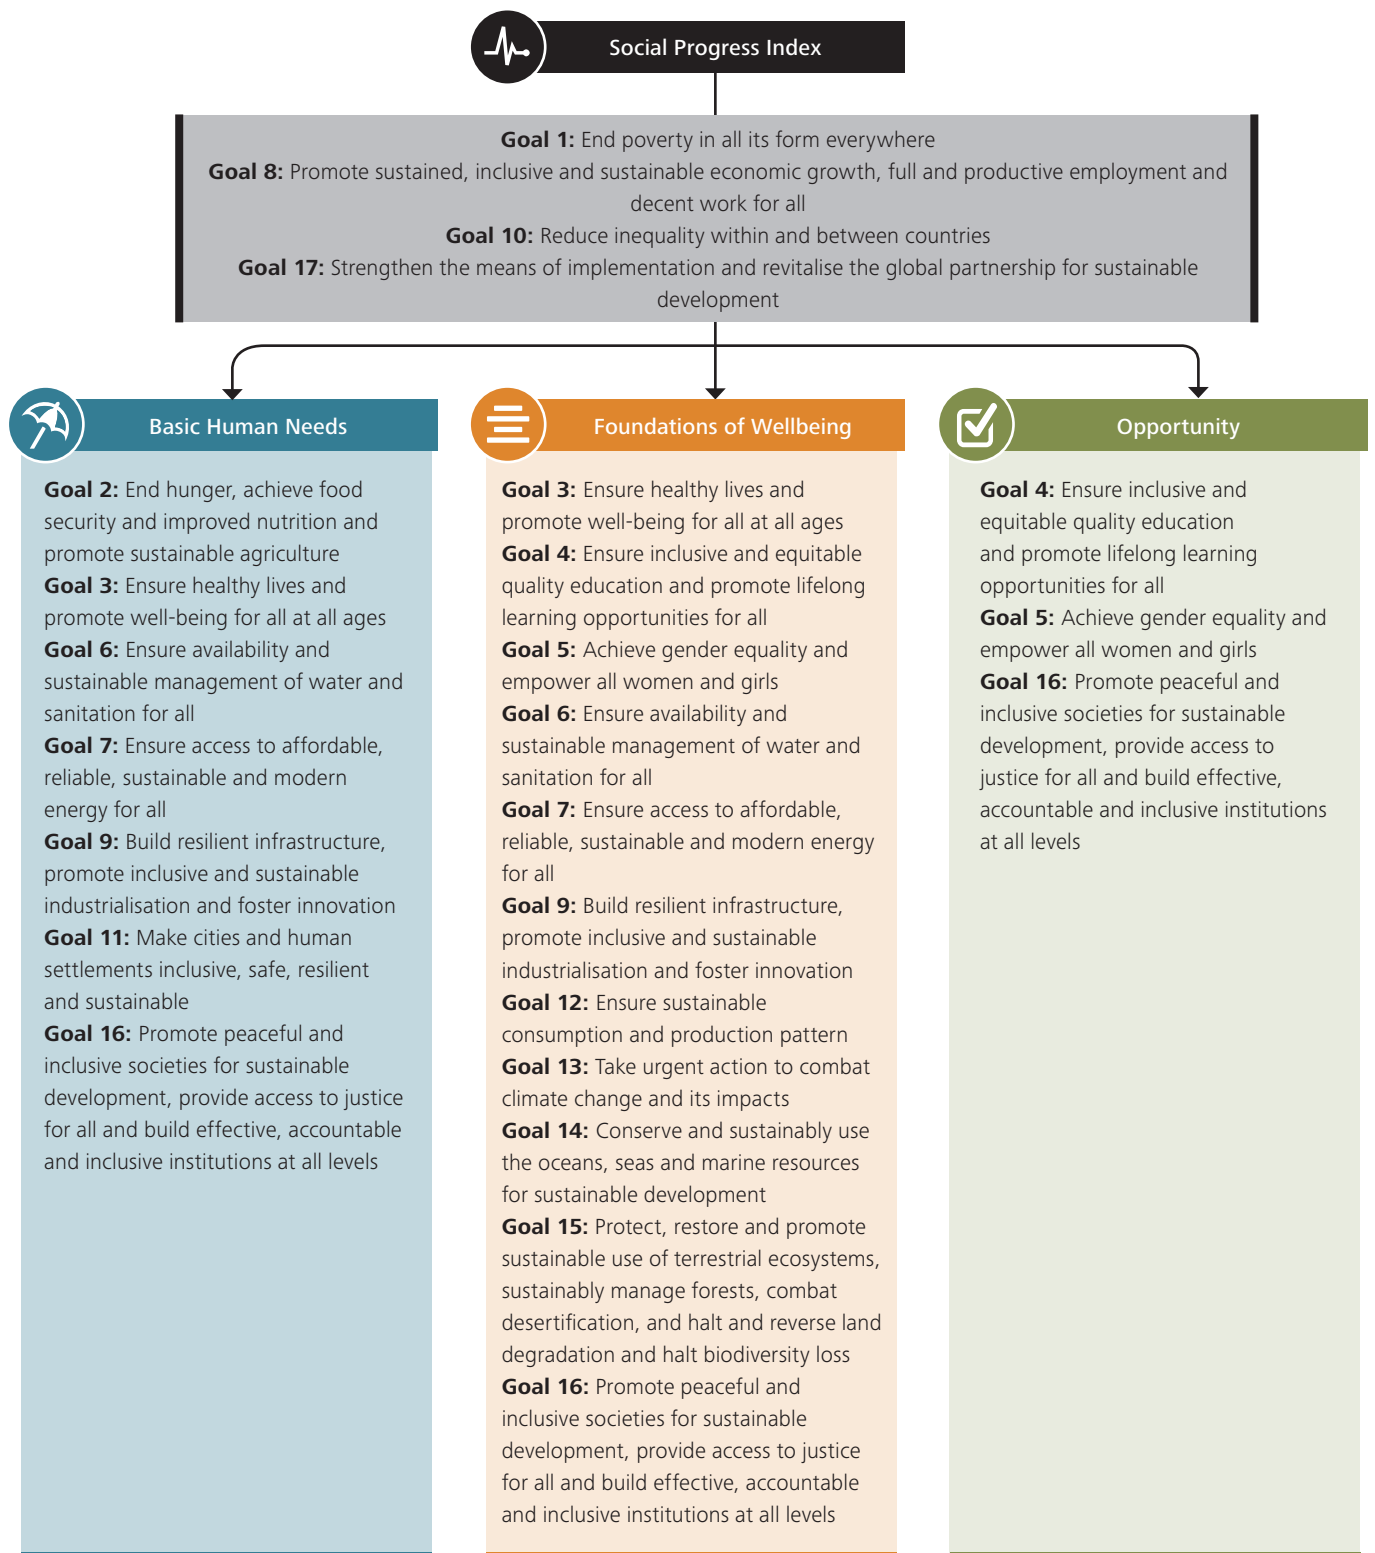 Social Progress Index
Goal 1: End poverty in all its form everywhere
Goal 8: Promote sustained, inclusive and sustainable economic growth, full and productive employment and
decent work for all
Goal 10: Reduce inequality within and between countries
Goal 17: Strengthen the means of implementation and revitalise the global partnership for sustainable
development
Basic Human Needs
Goal 2: End hunger, achieve food
security and improved nutrition and
promote sustainable agriculture
Goal 3: Ensure healthy lives and
promote well-being for all at all ages
Goal 6: Ensure availability and
sustainable management of water and
sanitation for all
Goal 7: Ensure access to affordable,
reliable, sustainable and modern
energy for all
Goal 9: Build resilient infrastructure,
promote inclusive and sustainable
industrialisation and foster innovation
Goal 11: Make cities and human
settlements inclusive, safe, resilient
and sustainable
Goal 16: Promote peaceful and
inclusive societies for sustainable
development, provide access to justice
for all and build effective, accountable
and inclusive institutions at all levels
Foundations of Wellbeing
Goal 3: Ensure healthy lives and
promote well-being for all at all ages
Goal 4: Ensure inclusive and equitable
quality education and promote lifelong
learning opportunities for all
Goal 5: Achieve gender equality and
empower all women and girls
Goal 6: Ensure availability and
sustainable management of water and
sanitation for all
Goal 7: Ensure access to affordable,
reliable, sustainable and modern energy
for all
Goal 9: Build resilient infrastructure,
promote inclusive and sustainable
industrialisation and foster innovation
Goal 12: Ensure sustainable
consumption and production pattern
Goal 13: Take urgent action to combat
climate change and its impacts
Goal 14: Conserve and sustainably use
the oceans, seas and marine resources
for sustainable development
Goal 15: Protect, restore and promote
sustainable use of terrestrial ecosystems,
sustainably manage forests, combat
desertification, and halt and reverse land
degradation and halt biodiversity loss
Goal 16: Promote peaceful and
inclusive societies for sustainable
development, provide access to justice
for all and build effective, accountable
and inclusive institutions at all levels
Opportunity
Goal 4: Ensure inclusive and
equitable quality education
and promote lifelong learning
opportunities for all
Goal 5: Achieve gender equality and
empower all women and girls
Goal 16: Promote peaceful and
inclusive societies for sustainable
development, provide access to
justice for all and build effective,
accountable and inclusive institutions
at all levels